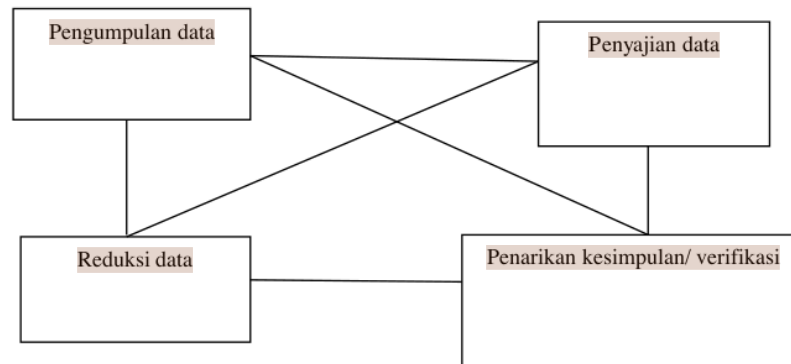 Pengumpulan data
Penyajian data
Reduksi data
Penarikan kesimpulan/ verifikasi